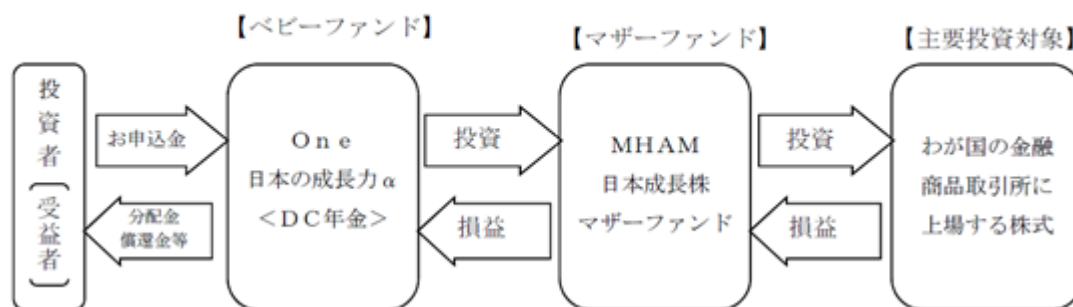 【ベビーファンド】
【マザーファンド】
【主要投資対象】
投資者〔受益者〕
お申込金
分配金
償還金等
Ｏｎｅ
日本の成長力α
＜ＤＣ年金＞
投資
損益
ＭＨＡＭ
日本成長株
マザーファンド
投資
損益
わが国の金融
商品取引所に
上場する株式